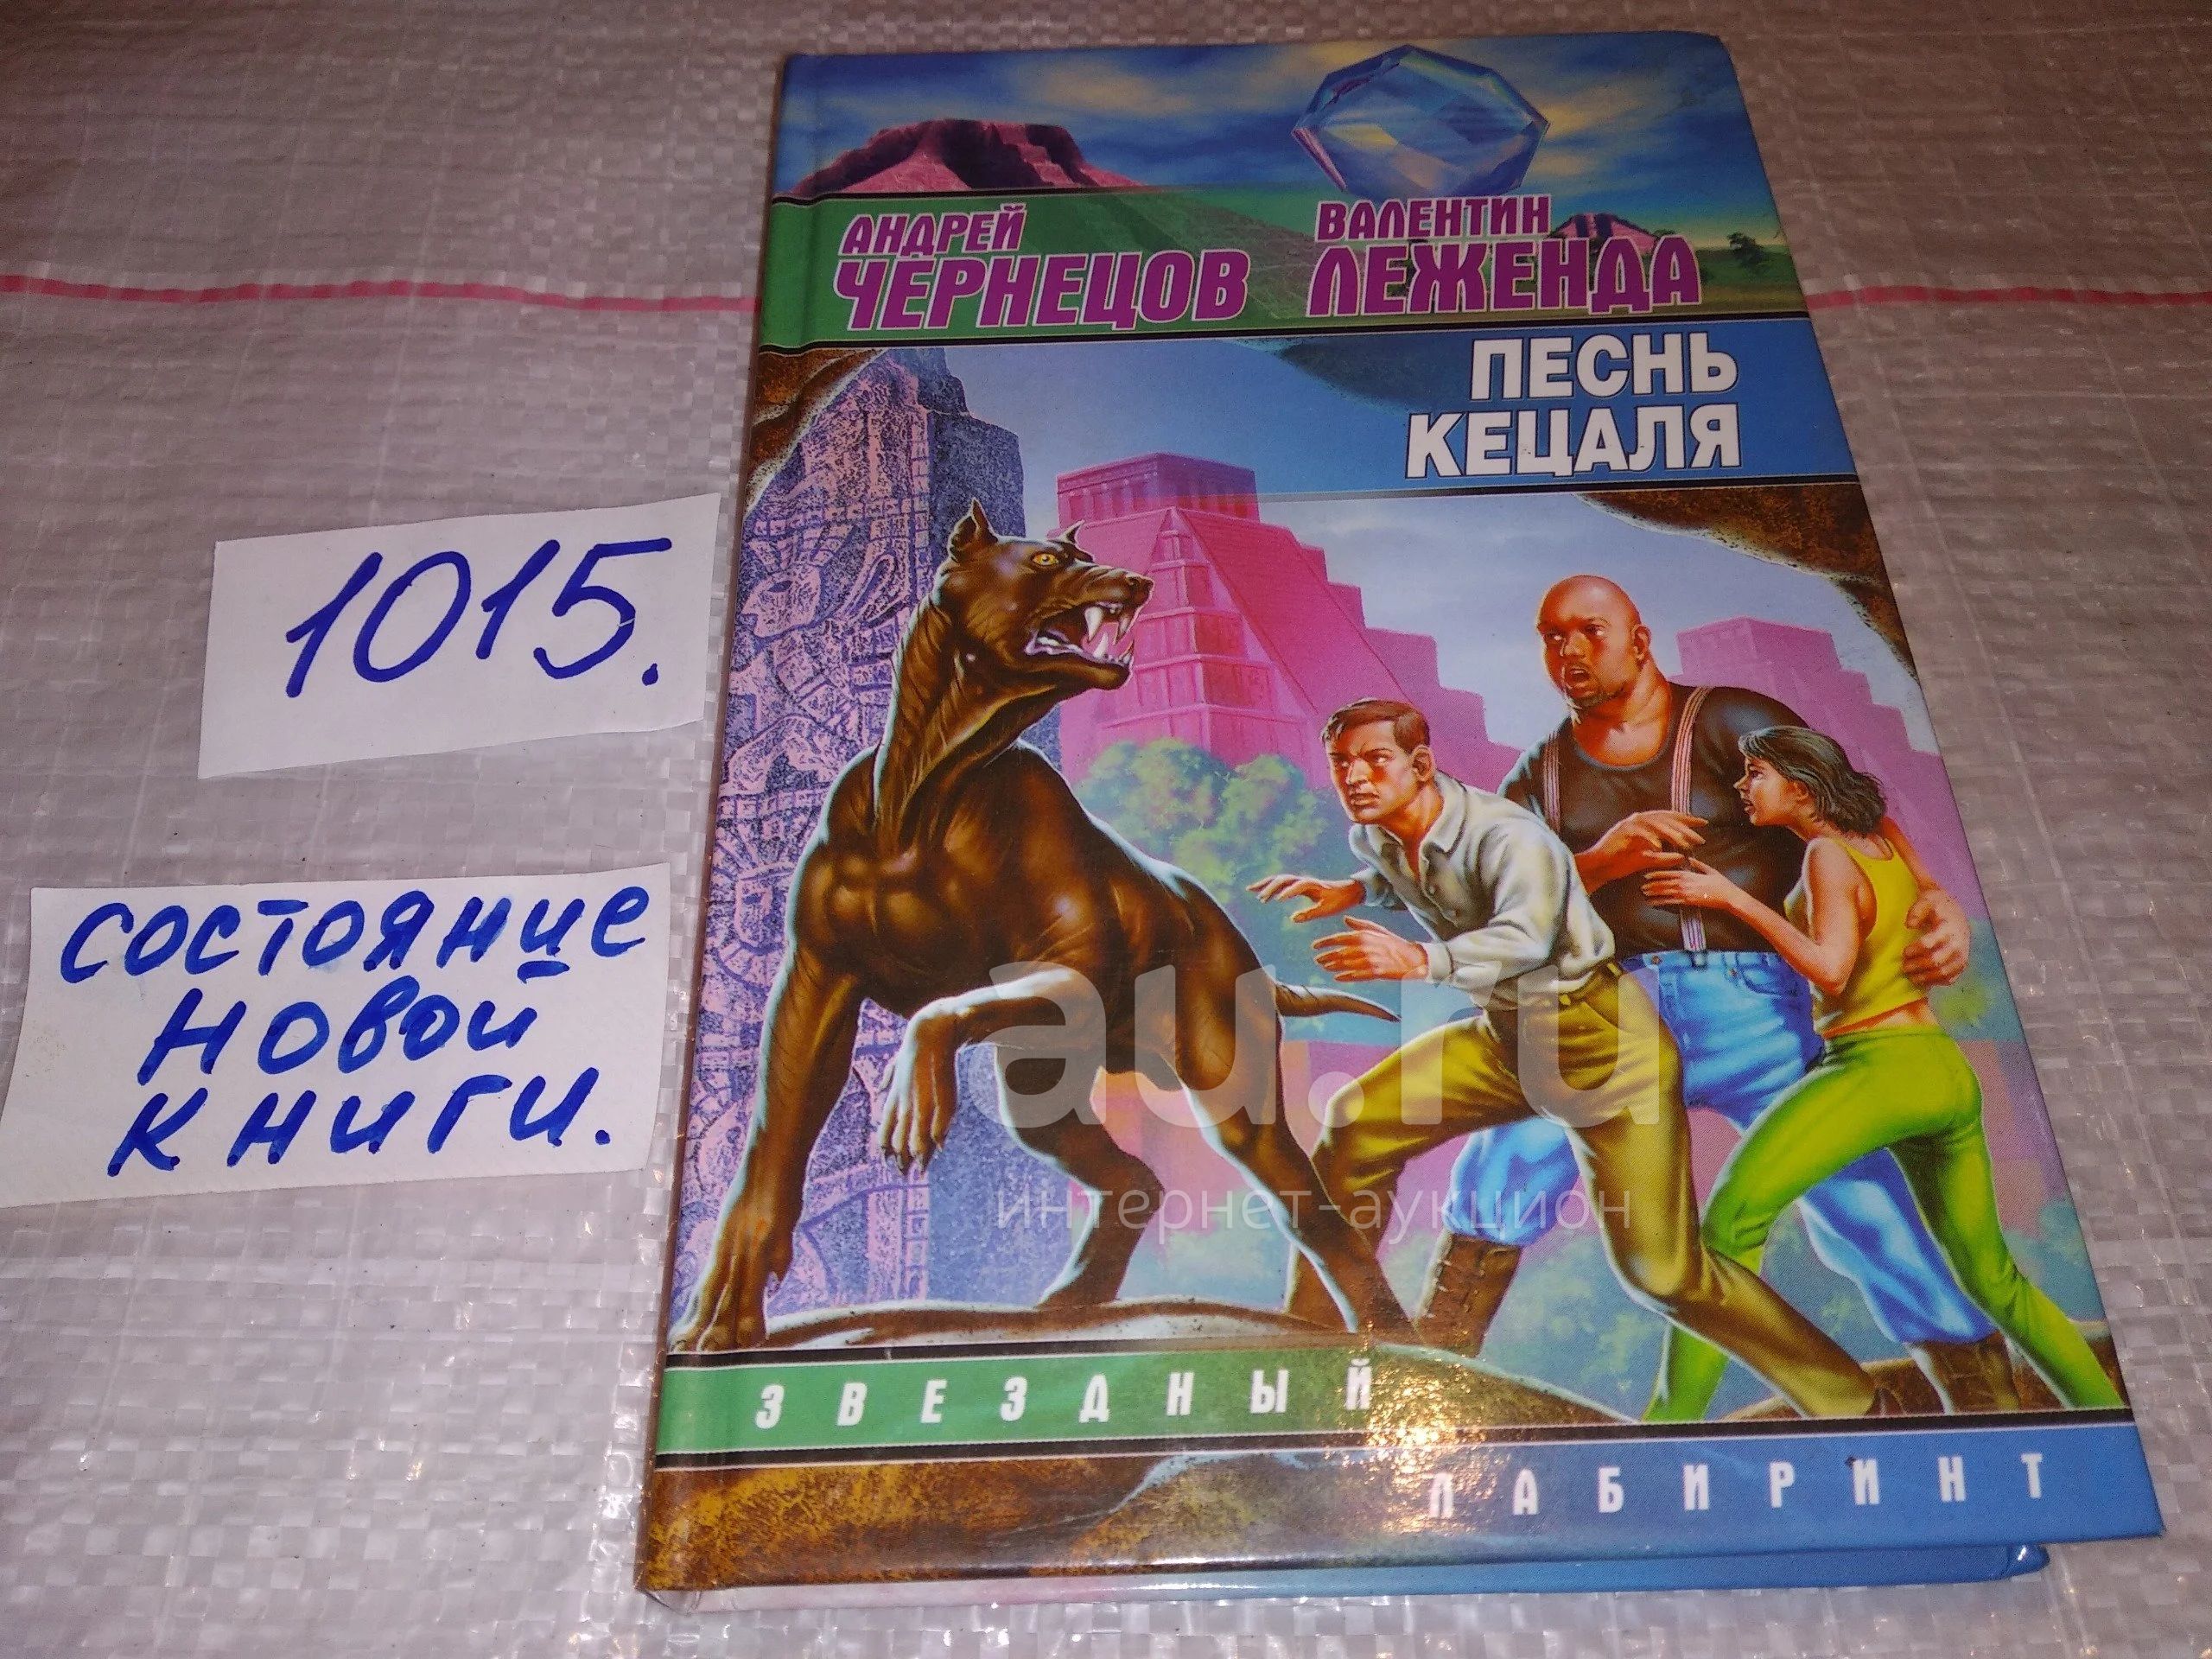 АНДРЕЙ
ЧЕРНЕЦОВ
ВАЛЕНТИН
ЛЕЖЕНДА
ПЕСНЬ
КЕЦАЛЯ
1015.
состояние
новой
книги.
au.ru
интернет-аукцион
ЗВЕЗДНЫЙ
ЛАБИРИНТ